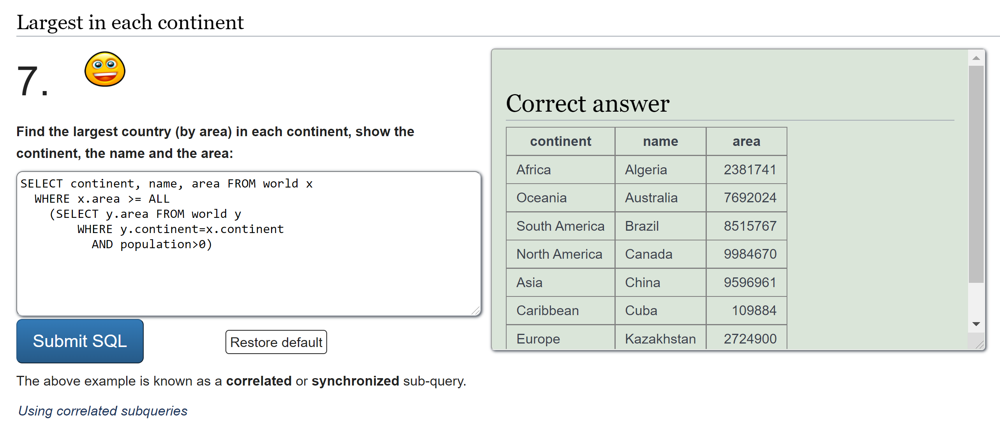 Largest in each continent
7.
Find the largest country (by area) in each continent, show the
continent, the name and the area:
SELECT continent, name, area FROM world x
WHERE x.area >= ALL
(SELECT y.area FROM world y
WHERE y.continent=x.continent
AND population>0)
Submit SQL
Restore default
The above example is known as a correlated or synchronized sub-query.
Using correlated subqueries
Correct answer
continent name area
Africa Algeria 2381741
Oceania Australia 7692024
South America Brazil 8515767
North America Canada 9984670
Asia China 9596961
Caribbean Cuba 109884
Europe Kazakhstan 2724900